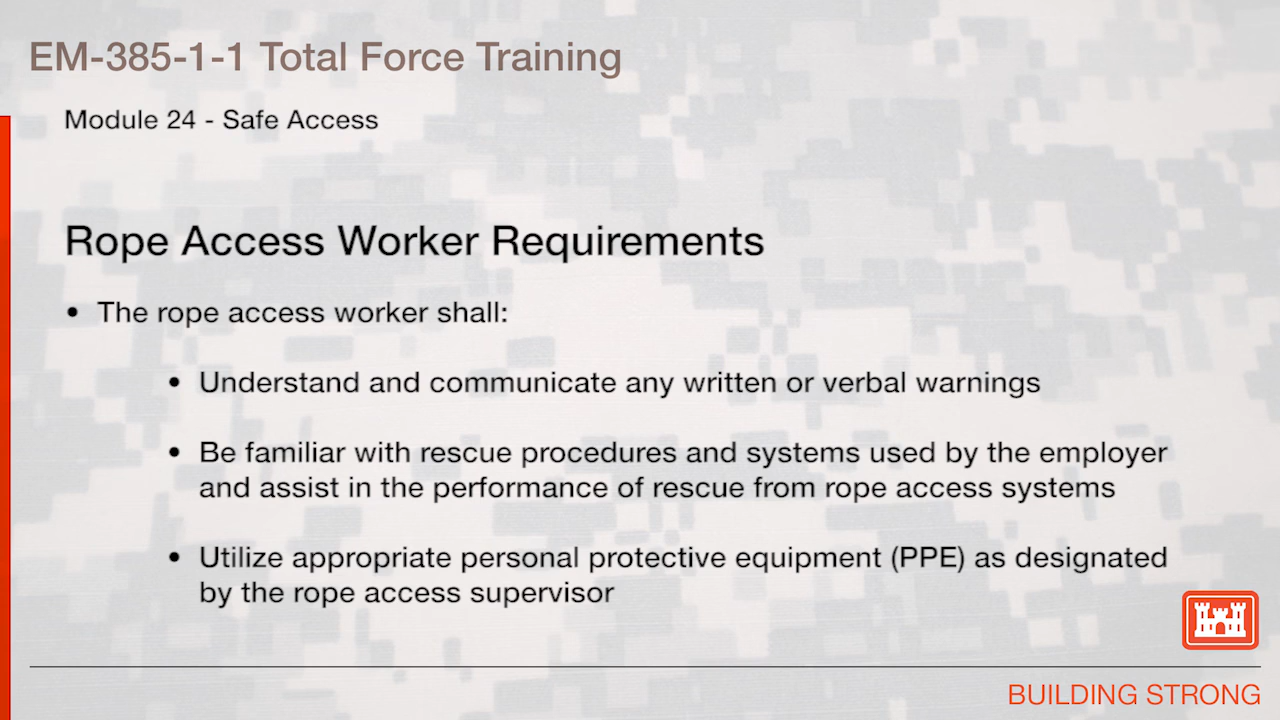 EM-385-1-1 Total Force Training
Module 24 - Safe Access
Rope Access Worker Requirements
• The rope access worker shall:
• Understand and communicate any written or verbal warnings
• Be familiar with rescue procedures and systems used by the employer
and assist in the performance of rescue from rope access systems
• Utilize appropriate personal protective equipment (PPE) as designated
by the rope access supervisor
BUILDING STRONG